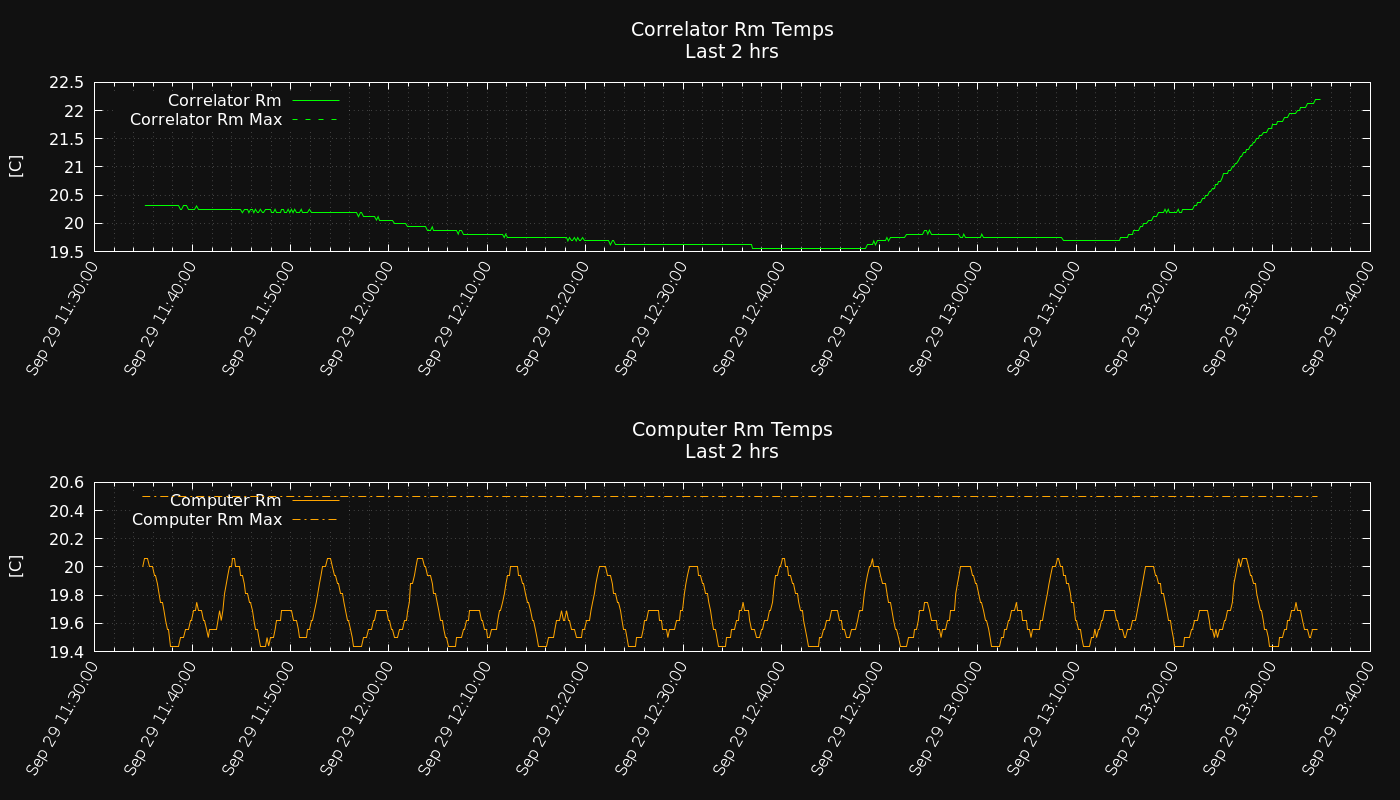 Correlator Rm Temps
Last 2 hrs
[C]
22.5
22
21.5
21
20.5
20
19.5
Correlator Rm
Correlator Rm Max
Sep 29 11:30:00
Sep 29 11:40:00
Sep 29 11:50:00
Sep 29 12:00:00
Sep 29 12:10:00
Sep 29 12:20:00
Sep 29 12:30:00
Sep 29 12:40:00
Sep 29 12:50:00
Sep 29 13:00:00
Sep 29 13:10:00
Sep 29 13:20:00
Sep 29 13:30:00
Sep 29 13:40:00
Computer Rm Temps
Last 2 hrs
[C]
20.6
20.4
20.2
20
19.8
19.6
19.4
Computer Rm
Computer Rm Max
Sep 29 11:30:00
Sep 29 11:40:00
Sep 29 11:50:00
Sep 29 12:00:00
Sep 29 12:10:00
Sep 29 12:20:00
Sep 29 12:30:00
Sep 29 12:40:00
Sep 29 12:50:00
Sep 29 13:00:00
Sep 29 13:10:00
Sep 29 13:20:00
Sep 29 13:30:00
Sep 29 13:40:00